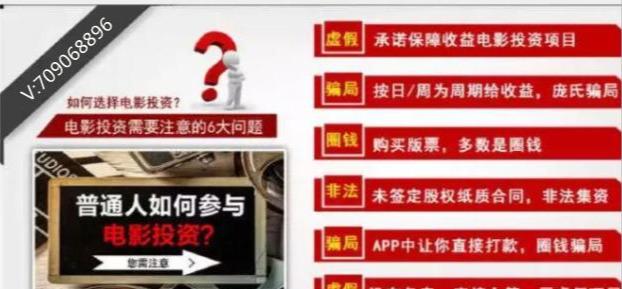 V:709068896
如何选择电影投资?
电影投资需要注意的6大问题
UDIO
普通人如何参与
电影投资?
您需注意
虚假 承诺保障收益电影投资项目
骗局 按日/周为周期给收益，庞氏骗局
圈钱 购买版票，多数是圈钱
非法 未签定股权纸质合同，非法集资
骗局 APP中让你直接打款，圈钱骗局
虚假